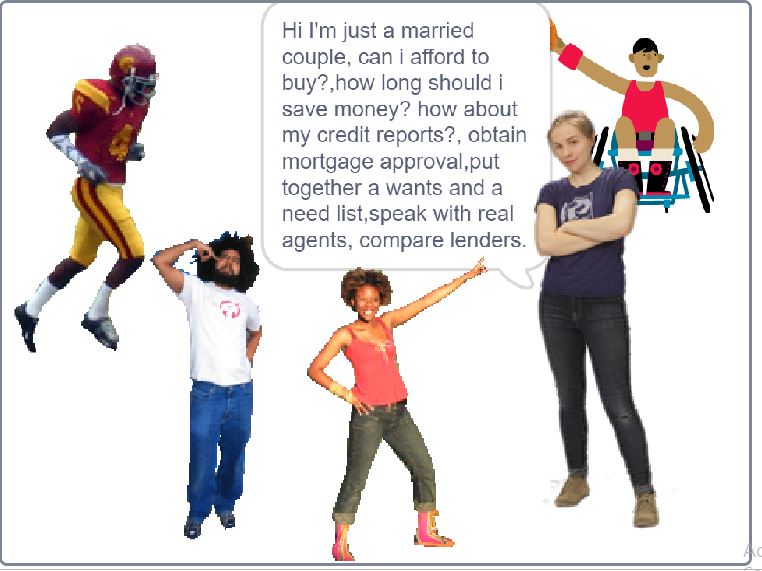 Hi I'm just a married
couple, can i afford to
buy?,how long should i
save money? how about
my credit reports?, obtain
mortgage approval,put
together a wants and a
need list,speak with real
agents, compare lenders.
4